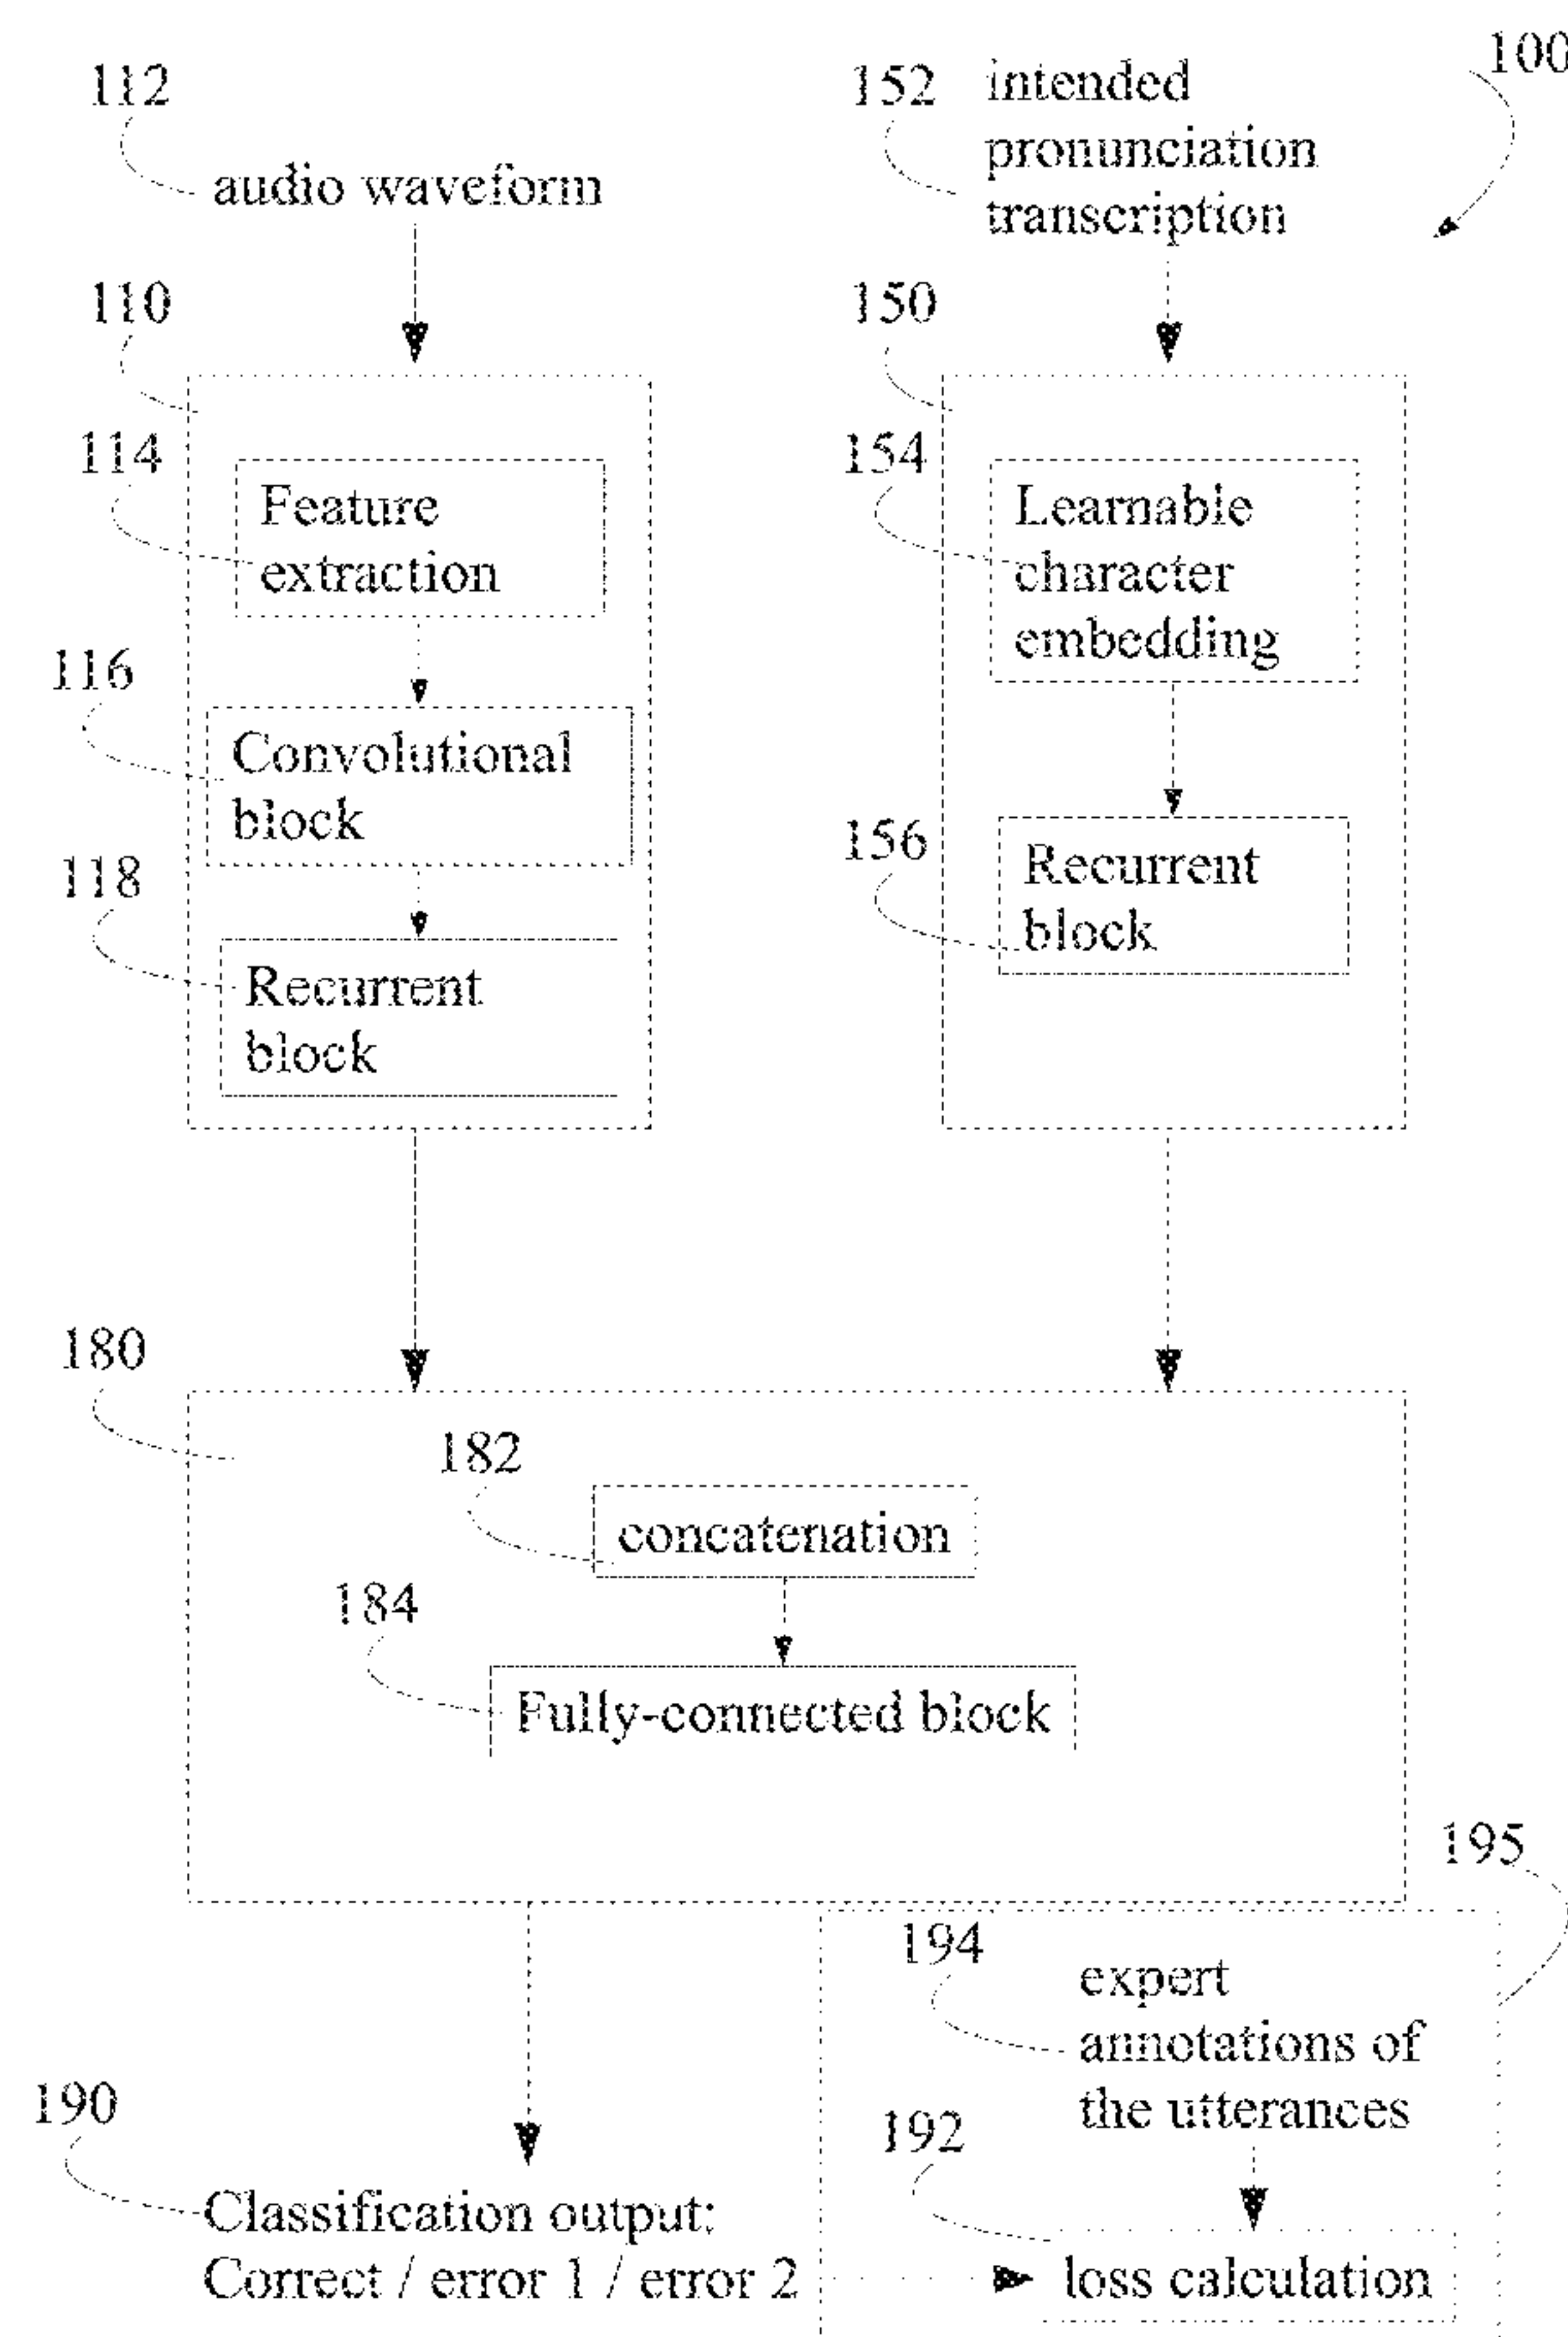 100
112
audio waveform
152
intended
pronunciation
transcription
110
114
Feature
extraction
116
Convolutional
block
118
Recurrent
block
150
154
Learnable
character
embedding
156
Recurrent
block
180
182
concatenation
184
Fully-connected block
195
194
expert
annotations of
the utterances
192
loss calculation
190
Classification output:
Correct / error 1 / error 2